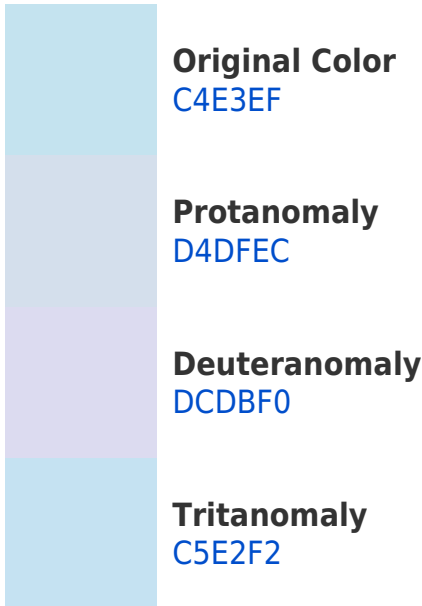 Original Color
C4E3EF
Protanomaly
D4DFEC
Deuteranomaly
DCDBF0
Tritanomaly
C5E2F2